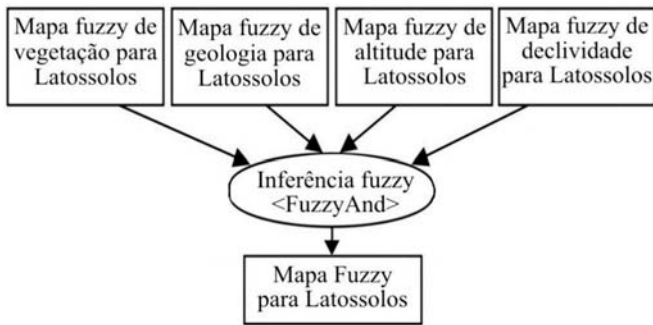 Mapa fuzzy de
vegetação para
Latossolos
Mapa fuzzy de
geologia para
Latossolos
Mapa fuzzy de
altitude para
Latossolos
Mapa fuzzy de
declividade
para Latossolos
Inferência fuzzy
<FuzzyAnd>
Mapa Fuzzy
para Latossolos